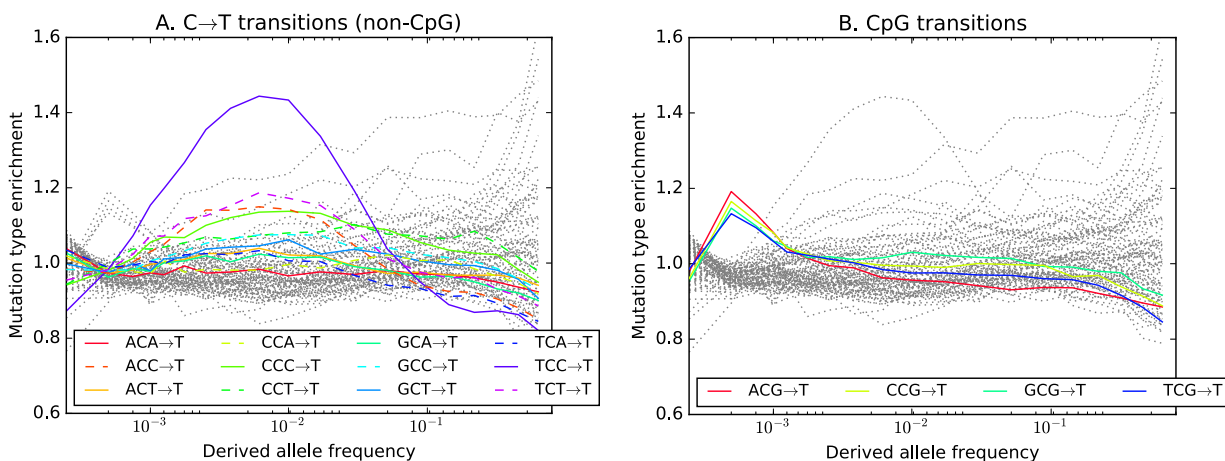 A. C→T transitions (non-CpG)
Mutation type enrichment
1.6
1.4
1.2
1.0
0.8
0.6
ACA→T
CCA→T
GCA→T
TCA→T
ACC→T
CCC→T
GCC→T
TCC→T
ACT→T
CCT→T
GCT→T
TCT→T
10⁻³
10⁻²
10⁻¹
Derived allele frequency
B. CpG transitions
Mutation type enrichment
1.6
1.4
1.2
1.0
0.8
0.6
ACG→T
CCG→T
GCG→T
TCG→T
10⁻³
10⁻²
10⁻¹
Derived allele frequency